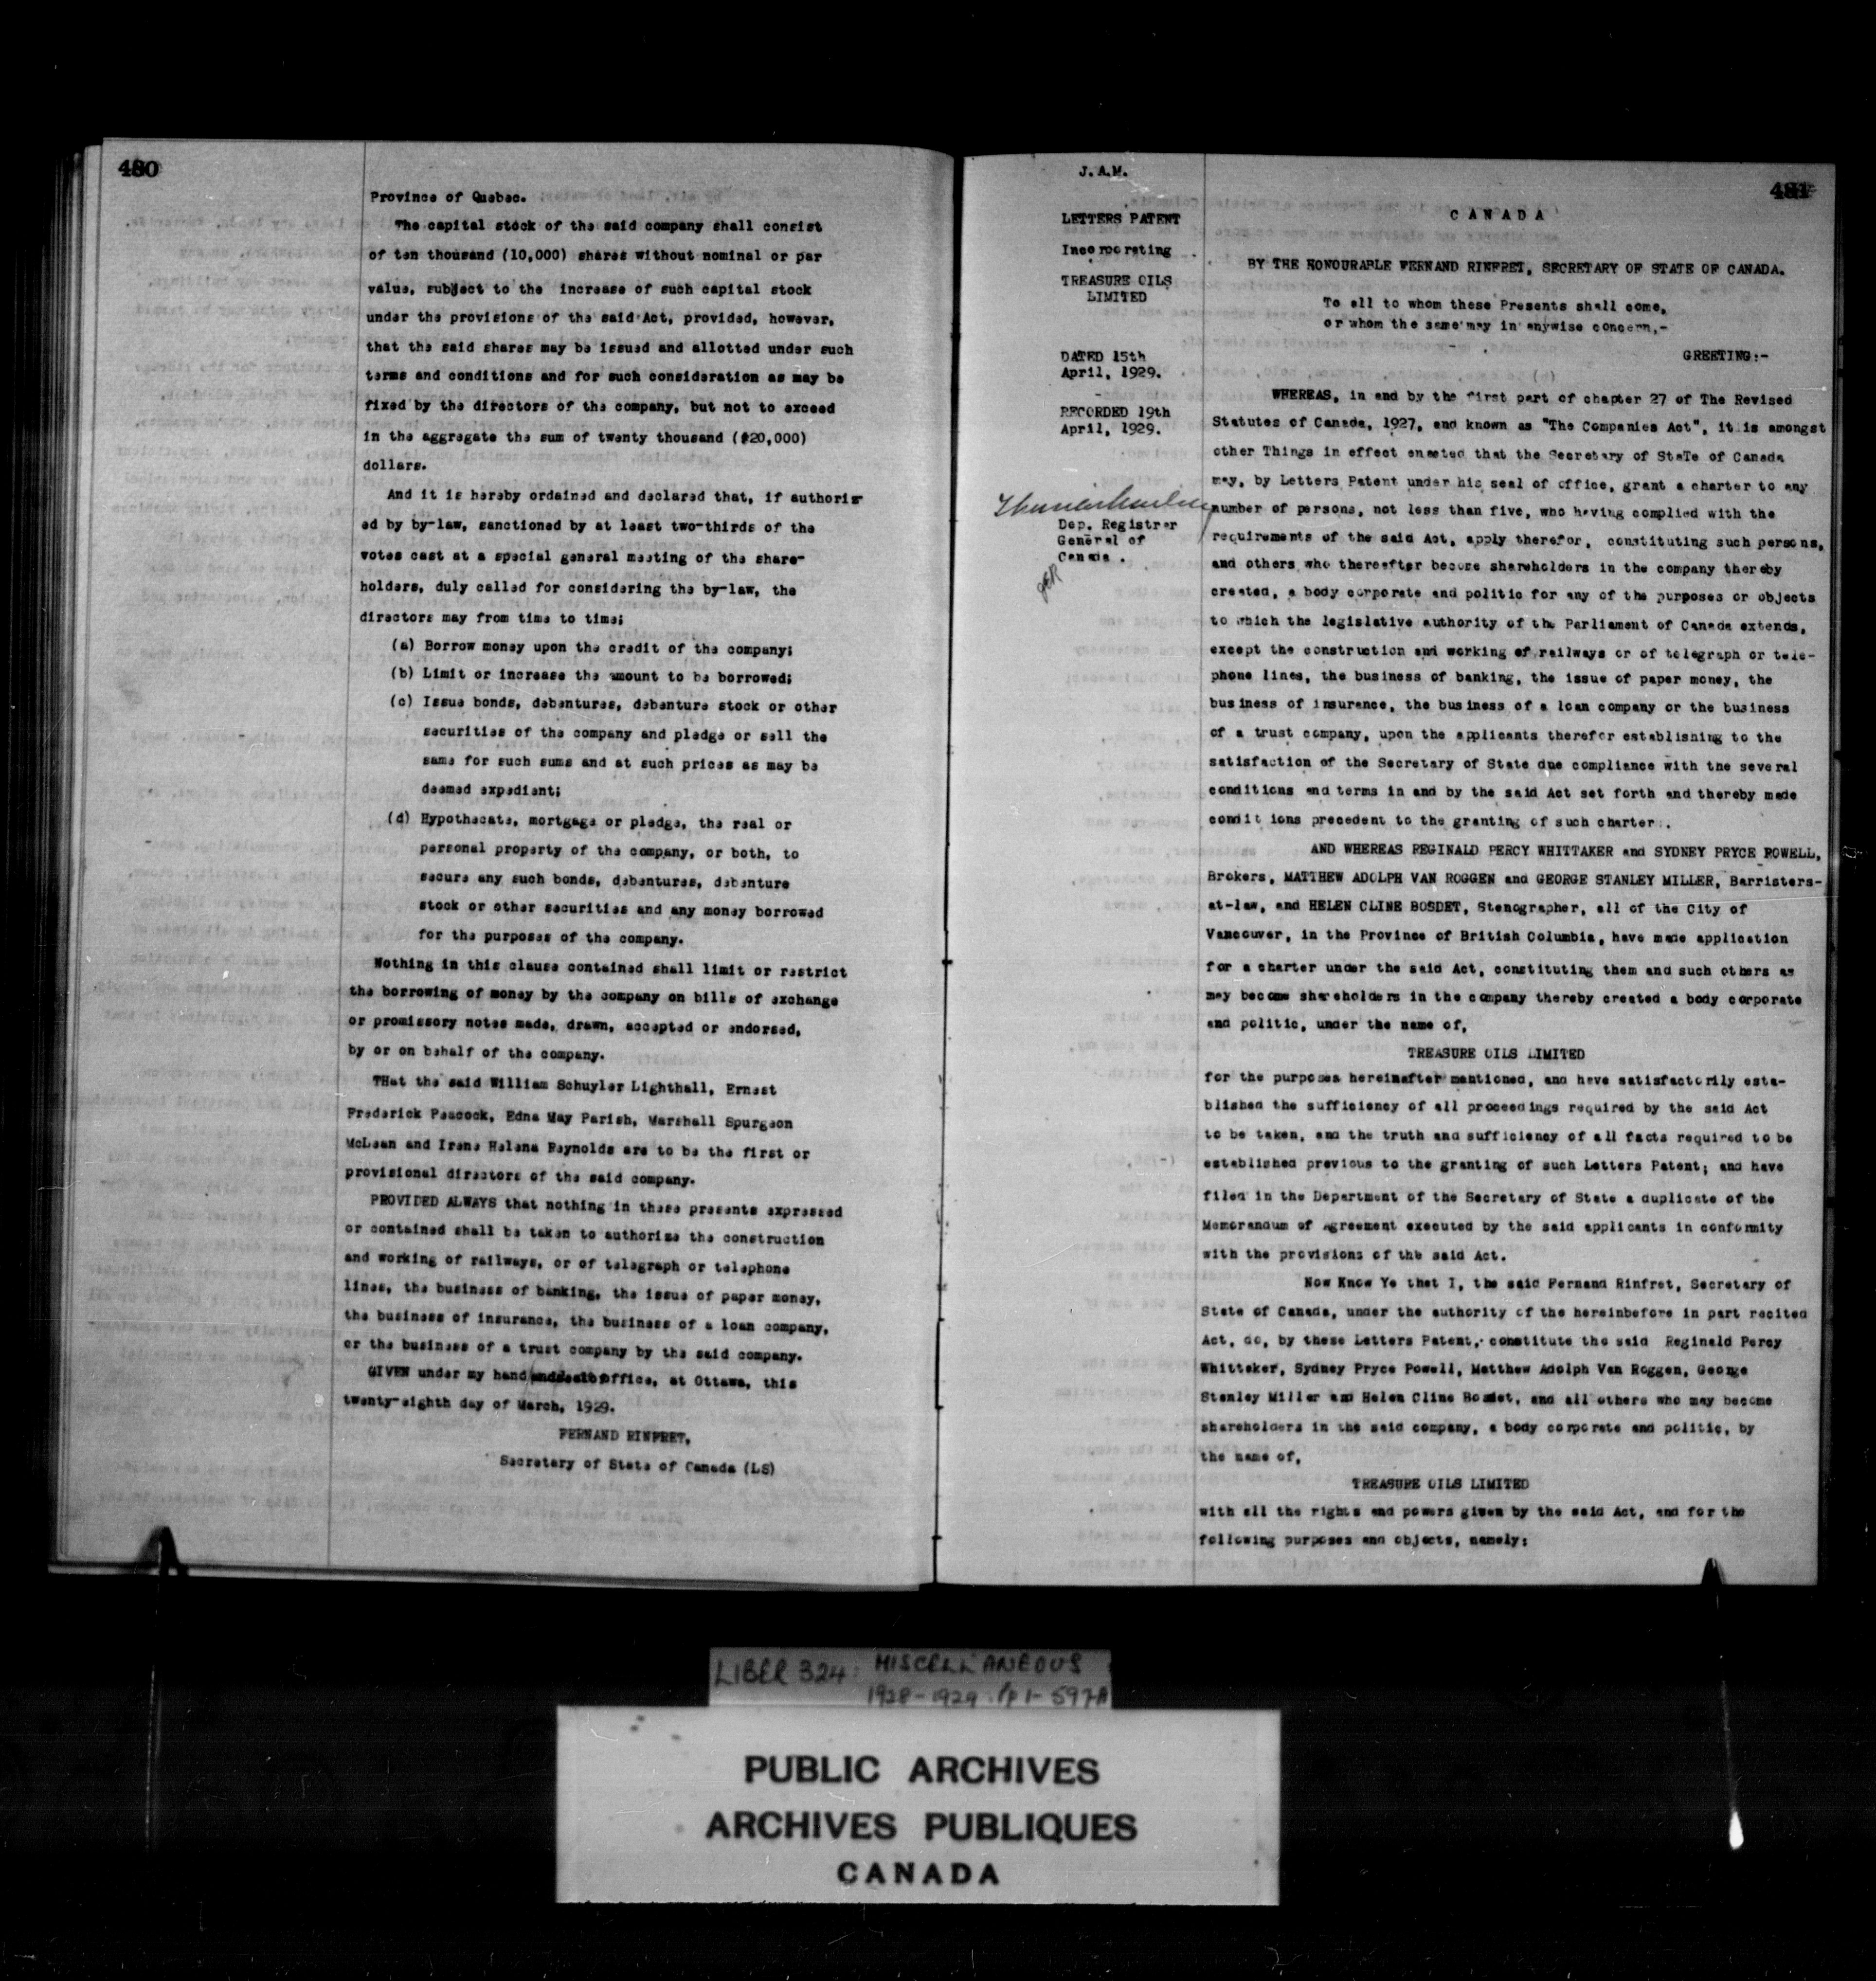 480
Province of Quebec.
The capital stock of the said company shall consist
of ten thousand (10,000) shares without nominal or par
value, subject to the increase of such capital stock
under the provisions of the said Act, provided, however,
that the said shares may be issued and allotted under such
terms and conditions and for such consideration as may be
fixed by the directors of the company, but not to exceed
in the aggregate the sum of twenty thousand ($20,000)
dollars.
And it is hereby ordained and declared that, if authoris-
ed by by-law, sanctioned by at least two-thirds of the
votes cast at a special general meeting of the share-
holders, duly called for considering the by-law, the
directors may from time to time;
(a) Borrow money upon the credit of the company;
(b) Limit or increase the amount to be borrowed;
(c) Issue bonds, debentures, debenture stock or other
securities of the company and pledge or sell the
same for such sums and at such prices as may be
deemed expedient;
(d) Hypothecate, mortgage or pledge, the real or
personal property of the company, or both, to
secure any such bonds, debentures, debenture
stock or other securities and any money borrowed
for the purposes of the company.
Nothing in this clause contained shall limit or restrict
the borrowing of money by the company on bills of exchange
or promissory notes made, drawn, accepted or endorsed,
by or on behalf of the company.
THat the said William Schuyler Lighthall, Ernest
Frederick Peacock, Edna May Parish, Marshall Spurgeon
McLean and Irene Helena Reynolds are to be the first or
provisional directors of the said company.
PROVIDED ALWAYS that nothing in these presents expressed
or contained shall be taken to authorise the construction
and working of railways, or of telegraph or telephone
lines, the business of banking, the issue of paper money,
the business of insurance, the business of a loan company,
or the business of a trust company by the said company.
GIVEN under my hand office, at Ottawa, this
twenty-eighth day of March, 1929.
FERNAND RINFRET,
Secretary of State of Canada (LS)
J.A.M.
481
LETTERS PATENT
Incorporating
TREASURE OILS
LIMITED
DATED 15th
April, 1929.
RECORDED 19th
April, 1929.
Dep. Registrar
General of
Canada.
CANADA
BY THE HONOURABLE FERNAND RINFRET, SECRETARY OF STATE OF CANADA.
To all to whom these Presents shall come,
or whom the same may in anywise concern,-
GREETING:-
WHEREAS, in and by the first part of chapter 27 of The Revised
Statutes of Canada, 1927, and known as "The Companies Act", it is amongst
other Things in effect enacted that the Secretary of StaTe of Canada
may, by Letters Patent under his seal of office, grant a charter to any
number of persons, not less than five, who having complied with the
requirements of the said Act, apply therefor, constituting such persons,
and others who thereafter become shareholders in the company thereby
created, a body corporate and politic for any of the purposes or objects
to which the legislative authority of the Parliament of Canada extends,
except the construction and working of railways or of telegraph or tele-
phone lines, the business of banking, the issue of paper money, the
business of insurance, the business of a loan company or the business
of a trust company, upon the applicants therefor establishing to the
satisfaction of the Secretary of State due compliance with the several
conditions and terms in and by the said Act set forth and thereby made
conditions precedent to the granting of such charter.
AND WHEREAS REGINALD PERCY WHITTAKER and SYDNEY PRYCE POWELL,
Brokers, MATTHEW ADOLPH VAN ROGGEN and GEORGE STANLEY MILLER, Barristers-
at-law, and HELEN CLINE BOSDET, Stenographer, all of the City of
Vancouver, in the Province of British Columbia, have made application
for a charter under the said Act, constituting them and such others as
may become shareholders in the company thereby created a body corporate
and politic, under the name of,
TREASURE OILS LIMITED
for the purposes hereinafter mentioned, and have satisfactorily esta-
blished the sufficiency of all proceedings required by the said Act
to be taken, and the truth and sufficiency of all facts required to be
established previous to the granting of such Letters Patent; and have
filed in the Department of the Secretary of State a duplicate of the
Memorandum of Agreement executed by the said applicants in conformity
with the provisions of the said Act.
Now Know Ye that I, the said Fernand Rinfret, Secretary of
State of Canada, under the authority of the hereinbefore in part recited
Act, do, by these Letters Patent, constitute the said Reginald Percy
Whittaker, Sydney Pryce Powell, Matthew Adolph Van Roggen, George
Stanley Miller and Helen Cline Bosdet, and all others who may become
shareholders in the said company, a body corporate and politic, by
the name of,
TREASURE OILS LIMITED
with all the rights and powers given by the said Act, and for the
following purposes and objects, namely:
LIBER 324: MISCELLANEOUS
1928-1929 Pp 1-597A
PUBLIC ARCHIVES
ARCHIVES PUBLIQUES
CANADA